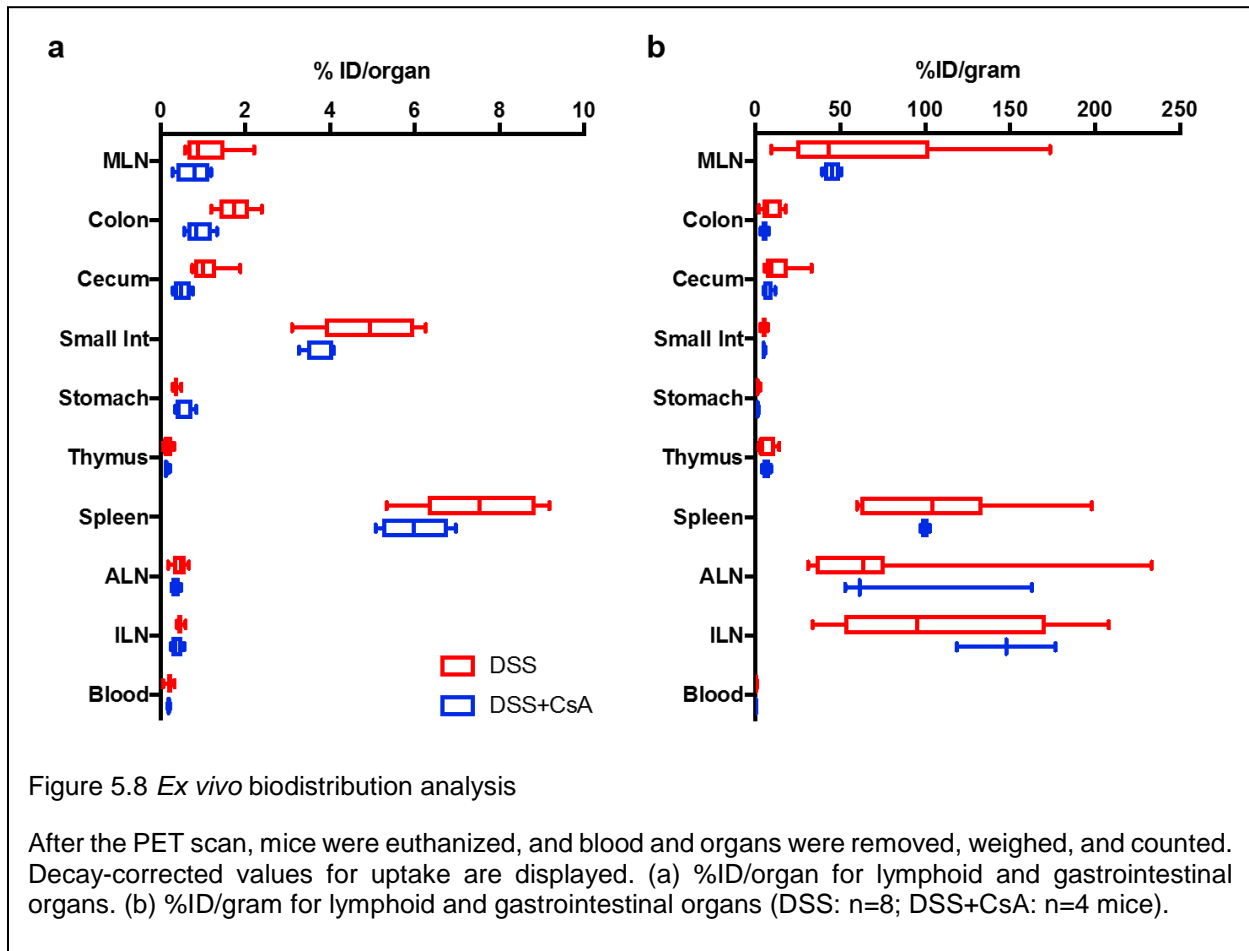 a
% ID/organ
0 2 4 6 8 10
MLN
Colon
Cecum
Small Int
Stomach
Thymus
Spleen
ALN
ILN
Blood
DSS
DSS+CsA
b
%ID/gram
0 50 100 150 200 250
MLN
Colon
Cecum
Small Int
Stomach
Thymus
Spleen
ALN
ILN
Blood
Figure 5.8 Ex vivo biodistribution analysis
After the PET scan, mice were euthanized, and blood and organs were removed, weighed, and counted.
Decay-corrected values for uptake are displayed. (a) %ID/organ for lymphoid and gastrointestinal
organs. (b) %ID/gram for lymphoid and gastrointestinal organs (DSS: n=8; DSS+CsA: n=4 mice).